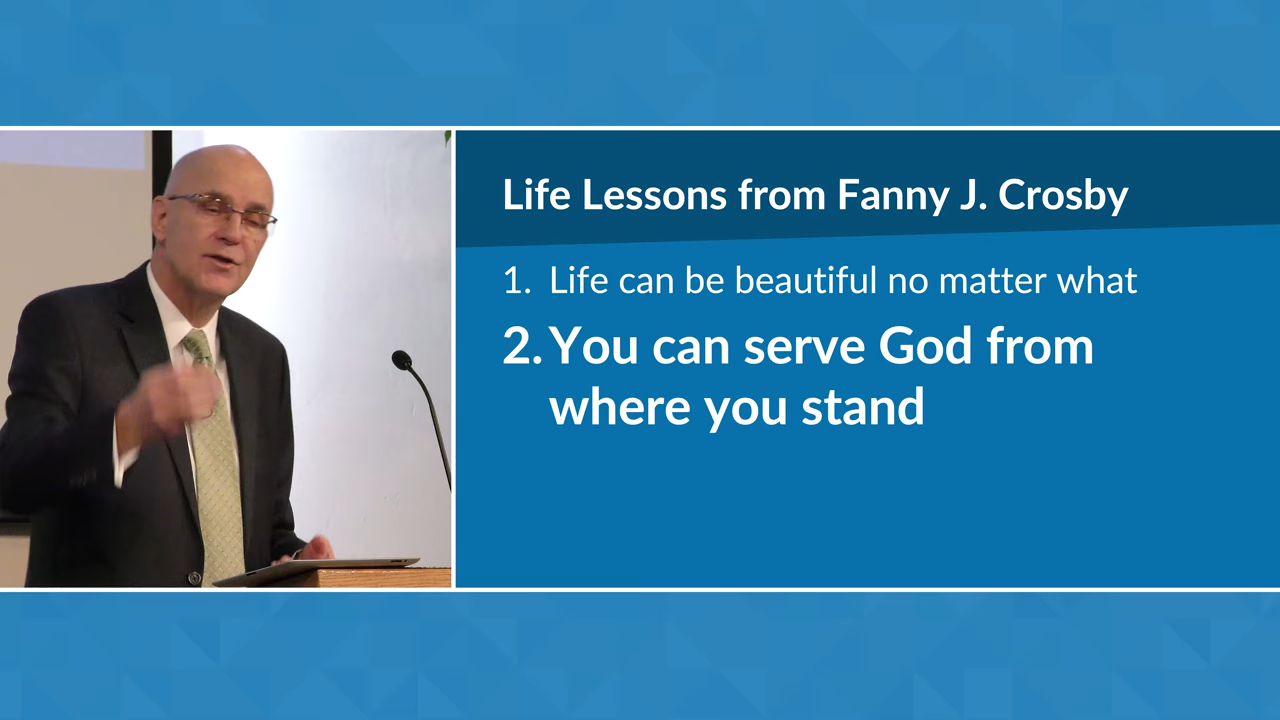 Life Lessons from Fanny J. Crosby
1. Life can be beautiful no matter what
2. You can serve God from
where you stand